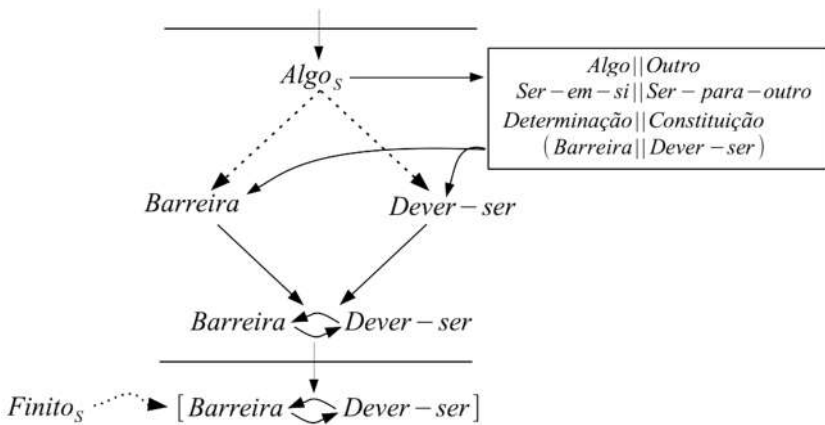 Algo_S
Algo||Outro
Ser-em-si||Ser-para-outro
Determinação||Constituição
(Barreira||Dever-ser)
Barreira
Dever-ser
Barreira Dever-ser
Finito_S [Barreira Dever-ser]